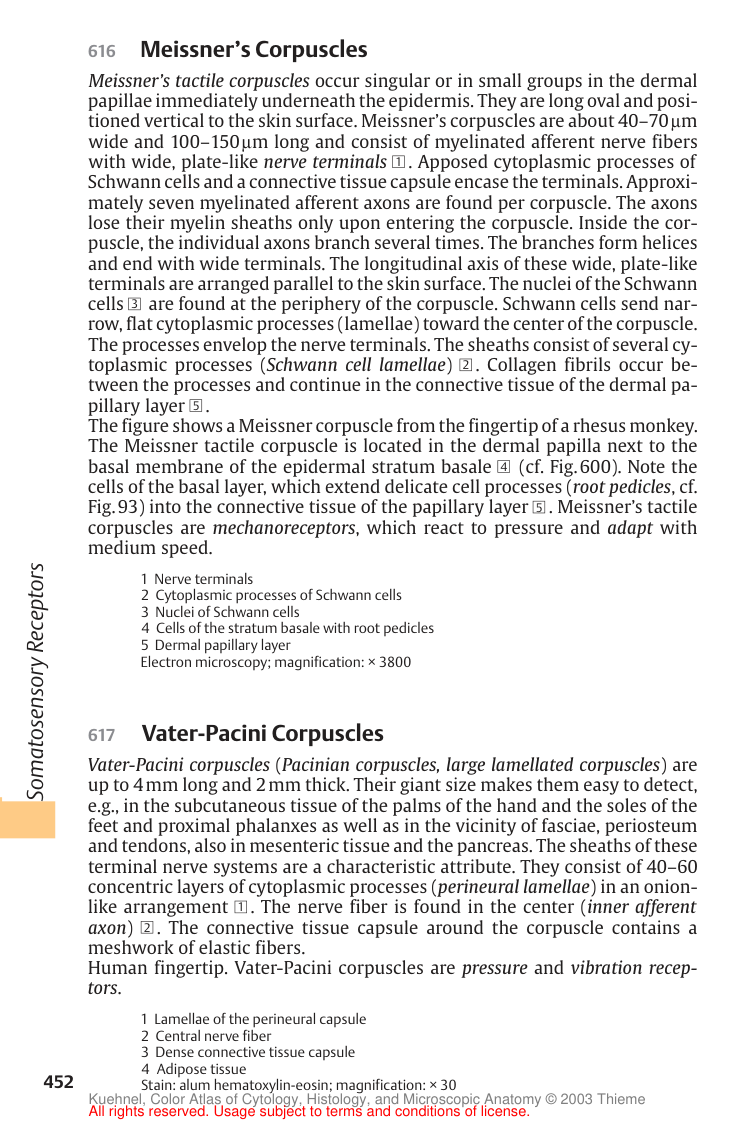 616 Meissner’s Corpuscles
Meissner’s tactile corpuscles occur singular or in small groups in the dermal
papillae immediately underneath the epidermis. They are long oval and posi-
tioned vertical to the skin surface. Meissner’s corpuscles are about 40–70 μm
wide and 100–150 μm long and consist of myelinated afferent nerve fibers
with wide, plate-like nerve terminals 1. Apposed cytoplasmic processes of
Schwann cells and a connective tissue capsule encase the terminals. Approxi-
mately seven myelinated afferent axons are found per corpuscle. The axons
lose their myelin sheaths only upon entering the corpuscle. Inside the cor-
puscle, the individual axons branch several times. The branches form helices
and end with wide terminals. The longitudinal axis of these wide, plate-like
terminals are arranged parallel to the skin surface. The nuclei of the Schwann
cells 3 are found at the periphery of the corpuscle. Schwann cells send nar-
row, flat cytoplasmic processes (lamellae) toward the center of the corpuscle.
The processes envelop the nerve terminals. The sheaths consist of several cy-
toplasmic processes (Schwann cell lamellae) 2. Collagen fibrils occur be-
tween the processes and continue in the connective tissue of the dermal pa-
pillary layer 5.
The figure shows a Meissner corpuscle from the fingertip of a rhesus monkey.
The Meissner tactile corpuscle is located in the dermal papilla next to the
basal membrane of the epidermal stratum basale 4 (cf. Fig. 600). Note the
cells of the basal layer, which extend delicate cell processes (root pedicles, cf.
Fig. 93) into the connective tissue of the papillary layer 5. Meissner’s tactile
corpuscles are mechanoreceptors, which react to pressure and adapt with
medium speed.
1 Nerve terminals
2 Cytoplasmic processes of Schwann cells
3 Nuclei of Schwann cells
4 Cells of the stratum basale with root pedicles
5 Dermal papillary layer
Electron microscopy; magnification: × 3800
Somatosensory Receptors
617 Vater-Pacini Corpuscles
Vater-Pacini corpuscles (Pacinian corpuscles, large lamellated corpuscles) are
up to 4 mm long and 2 mm thick. Their giant size makes them easy to detect,
e.g., in the subcutaneous tissue of the palms of the hand and the soles of the
feet and proximal phalanxes as well as in the vicinity of fasciae, periosteum
and tendons, also in mesenteric tissue and the pancreas. The sheaths of these
terminal nerve systems are a characteristic attribute. They consist of 40–60
concentric layers of cytoplasmic processes (perineural lamellae) in an onion-
like arrangement 1. The nerve fiber is found in the center (inner afferent
axon) 2. The connective tissue capsule around the corpuscle contains a
meshwork of elastic fibers.
Human fingertip. Vater-Pacini corpuscles are pressure and vibration recep-
tors.
1 Lamellae of the perineural capsule
2 Central nerve fiber
3 Dense connective tissue capsule
4 Adipose tissue
Stain: alum hematoxylin-eosin; magnification: × 30
452
Kuehnel, Color Atlas of Cytology, Histology, and Microscopic Anatomy © 2003 Thieme
All rights reserved. Usage subject to terms and conditions of license.